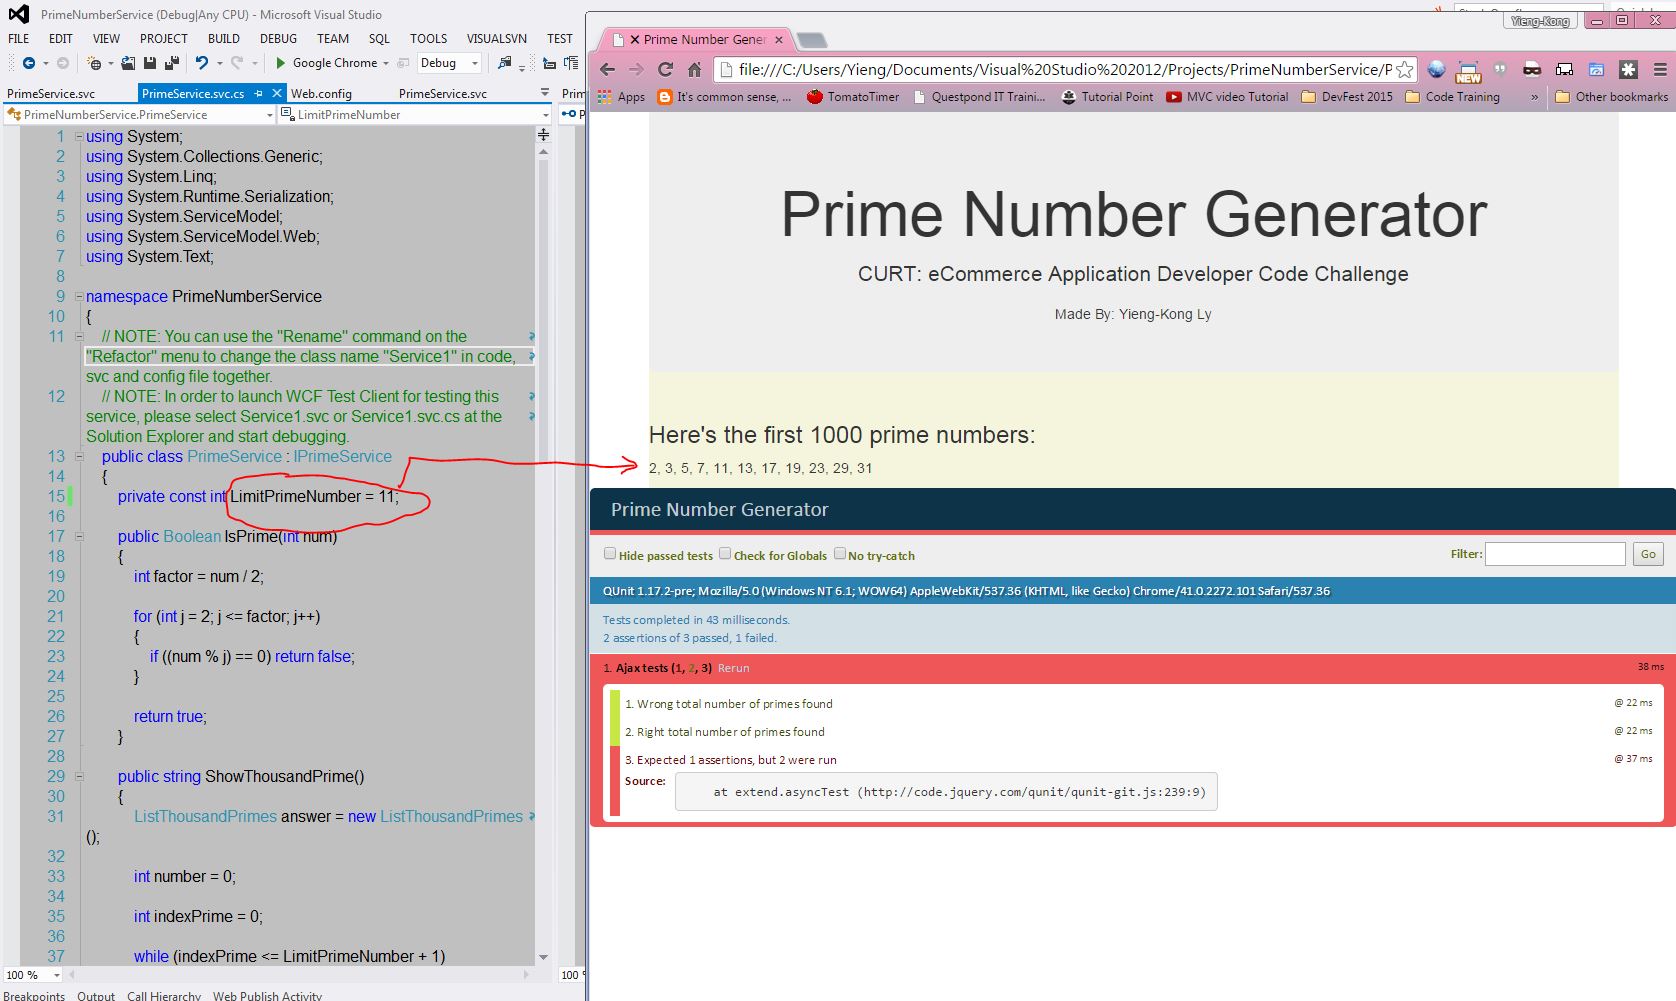 PrimeNumberService (Debug|Any CPU) - Microsoft Visual Studio
FILE EDIT VIEW PROJECT BUILD DEBUG TEAM SQL TOOLS VISUALSVN TEST
Google Chrome Debug
PrimeService.svc PrimeService.svc.cs Web.config PrimeService.svc
PrimeNumberService.PrimeService LimitPrimeNumber
1 using System;
2 using System.Collections.Generic;
3 using System.Linq;
4 using System.Runtime.Serialization;
5 using System.ServiceModel;
6 using System.ServiceModel.Web;
7 using System.Text;
8
9 namespace PrimeNumberService
10 {
11 // NOTE: You can use the "Rename" command on the
"Refactor" menu to change the class name "Service1" in code,
svc and config file together.
12 // NOTE: In order to launch WCF Test Client for testing this
service, please select Service1.svc or Service1.svc.cs at the
Solution Explorer and start debugging.
13 public class PrimeService : IPrimeService
14 {
15 private const int LimitPrimeNumber = 11;
16
17 public Boolean IsPrime(int num)
18 {
19 int factor = num / 2;
20
21 for (int j = 2; j <= factor; j++)
22 {
23 if ((num % j) == 0) return false;
24 }
25
26 return true;
27 }
28
29 public string ShowThousandPrime()
30 {
31 ListThousandPrimes answer = new ListThousandPrimes
();
32
33 int number = 0;
34
35 int indexPrime = 0;
36
37 while (indexPrime <= LimitPrimeNumber + 1)
100 %
Breakpoints Output Call Hierarchy Web Publish Activity
Prim
100
Yieng-Kong
✕ Prime Number Gener
file:///C:/Users/Yieng/Documents/Visual%20Studio%202012/Projects/PrimeNumberService/P
NEW
Apps It's common sense, ... TomatoTimer Questpond IT Traini... Tutorial Point MVC video Tutorial DevFest 2015 Code Training » Other bookmarks
Prime Number Generator
CURT: eCommerce Application Developer Code Challenge
Made By: Yieng-Kong Ly
Here's the first 1000 prime numbers:
2, 3, 5, 7, 11, 13, 17, 19, 23, 29, 31
Prime Number Generator
Hide passed tests Check for Globals No try-catch Filter: Go
QUnit 1.17.2-pre; Mozilla/5.0 (Windows NT 6.1; WOW64) AppleWebKit/537.36 (KHTML, like Gecko) Chrome/41.0.2272.101 Safari/537.36
Tests completed in 43 milliseconds.
2 assertions of 3 passed, 1 failed.
1. Ajax tests (1, 2, 3) Rerun 38 ms
1. Wrong total number of primes found @ 22 ms
2. Right total number of primes found @ 22 ms
3. Expected 1 assertions, but 2 were run @ 37 ms
Source: at extend.asyncTest (http://code.jquery.com/qunit/qunit-git.js:239:9)